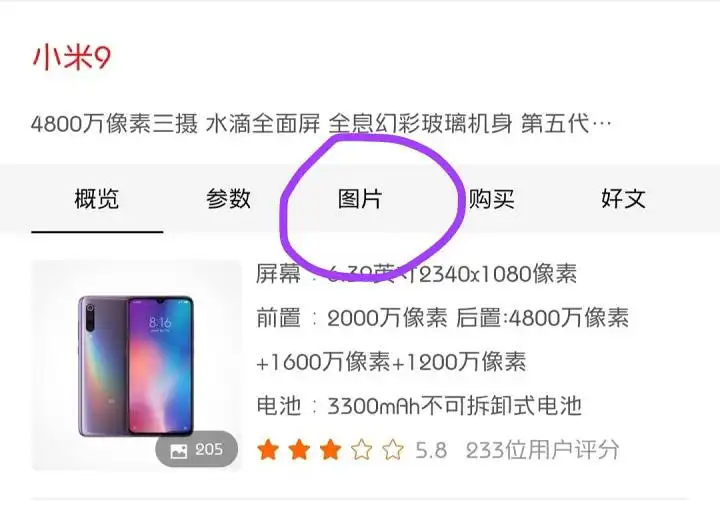 小米9
4800万像素三摄 水滴全面屏 全息幻彩玻璃机身 第五代…
概览 参数 图片 购买 好文
屏幕：6.39英寸2340x1080像素
前置：2000万像素 后置:4800万像素
+1600万像素+1200万像素
电池：3300mAh不可拆卸式电池
8:16
205
5.8 233位用户评分